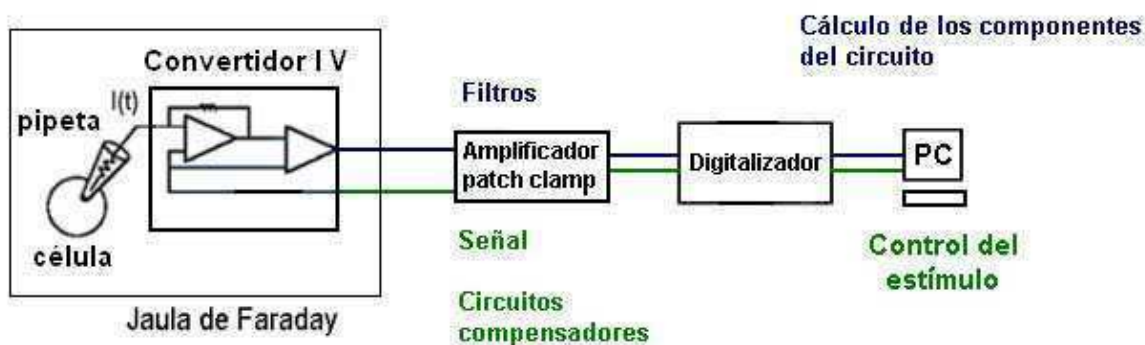 Cálculo de los componentes
del circuito
Convertidor I V
I(t)
pipeta
célula
Jaula de Faraday
Filtros
Amplificador
patch clamp
Señal
Circuitos
compensadores
Digitalizador
PC
Control del
estímulo